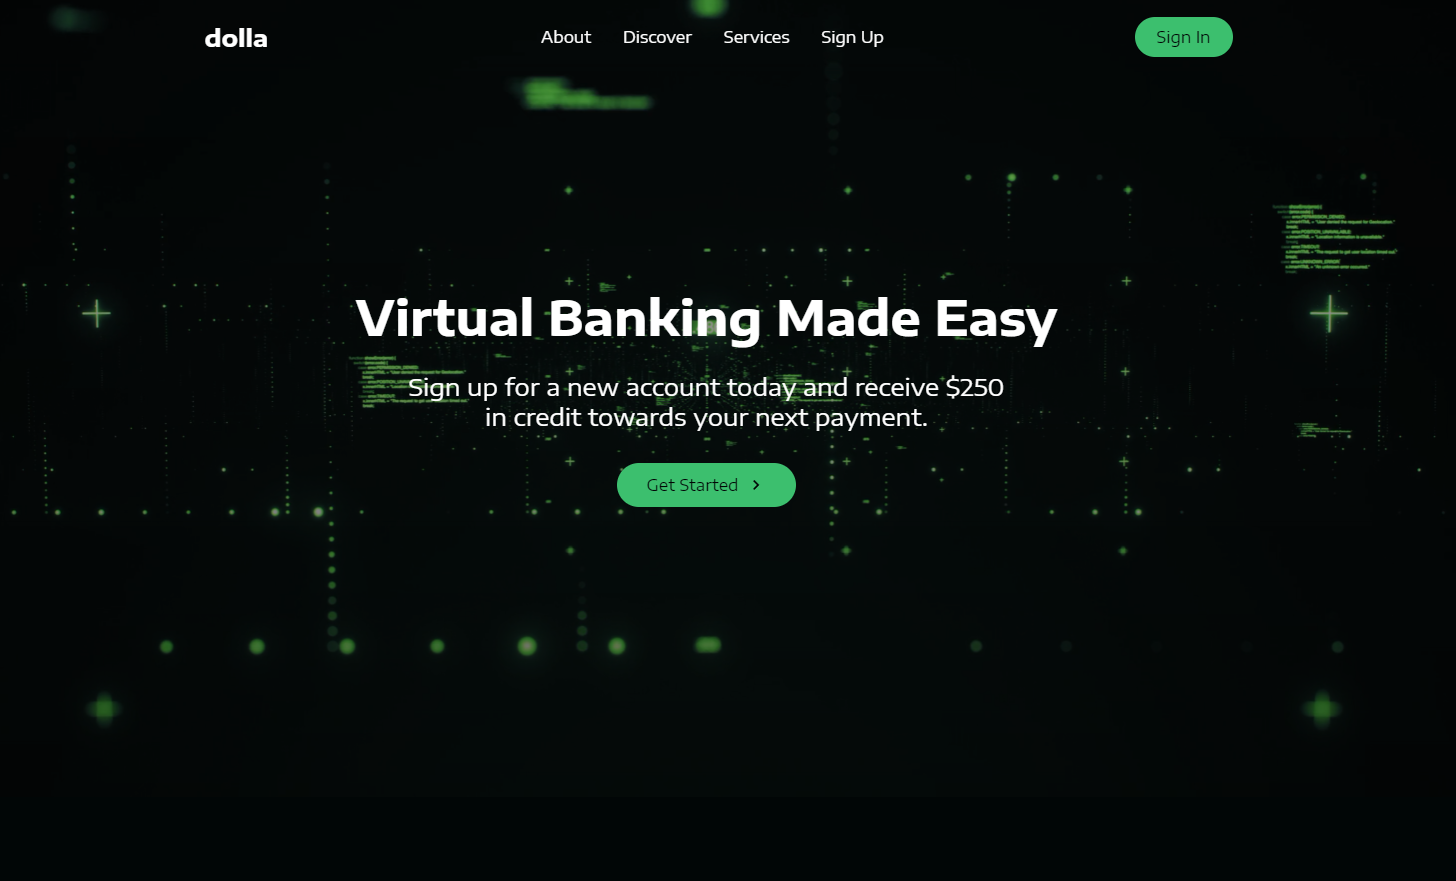 dolla
About
Discover
Services
Sign Up
Sign In
Virtual Banking Made Easy
Sign up for a new account today and receive $250
in credit towards your next payment.
Get Started